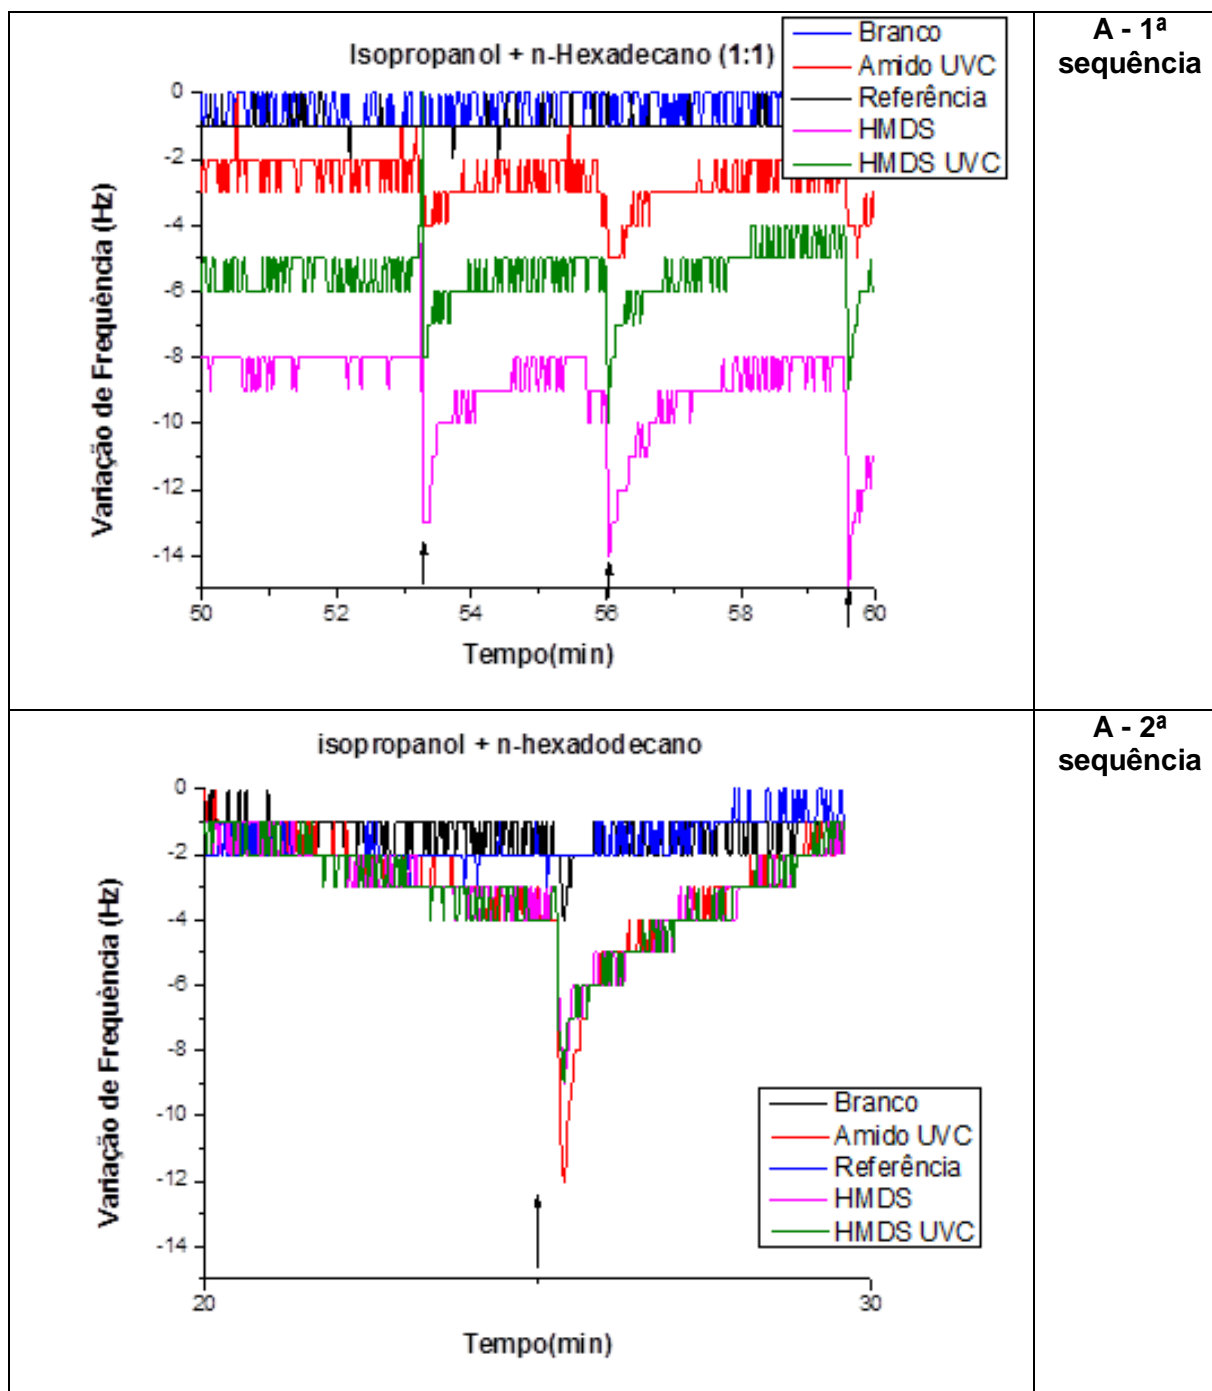 Isopropanol + n-Hexadecano (1:1)
Branco
Amido UVC
Referência
HMDS
HMDS UVC
A - 1ª
sequência
Variação de Frequência (Hz)
0
-2
-4
-6
-8
-10
-12
-14
50
52
54
56
58
60
Tempo(min)
isopropanol + n-hexadodecano
A - 2ª
sequência
Variação de Frequência (Hz)
0
-2
-4
-6
-8
-10
-12
-14
Branco
Amido UVC
Referência
HMDS
HMDS UVC
20
30
Tempo(min)